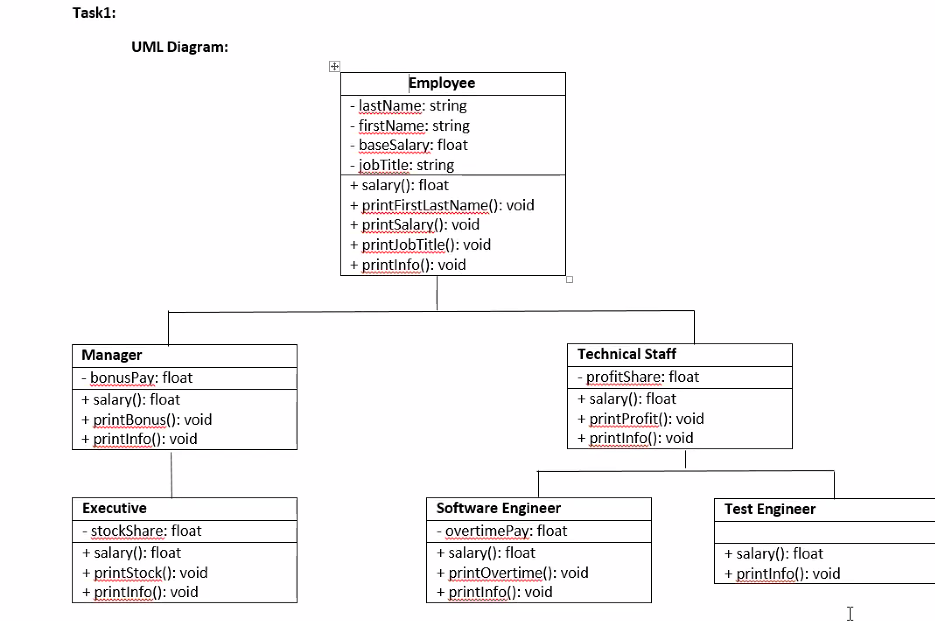 Task1:
UML Diagram:
Employee
- lastName: string
- firstName: string
- baseSalary: float
- jobTitle: string
+ salary(): float
+ printFirstLastName(): void
+ printSalary(): void
+ printJobTitle(): void
+ printInfo(): void
Manager
- bonusPay: float
+ salary(): float
+ printBonus(): void
+ printInfo(): void
Technical Staff
- profitShare: float
+ salary(): float
+ printProfit(): void
+ printInfo(): void
Executive
- stockShare: float
+ salary(): float
+ printStock(): void
+ printInfo(): void
Software Engineer
- overtimePay: float
+ salary(): float
+ printOvertime(): void
+ printInfo(): void
Test Engineer
+ salary(): float
+ printInfo(): void